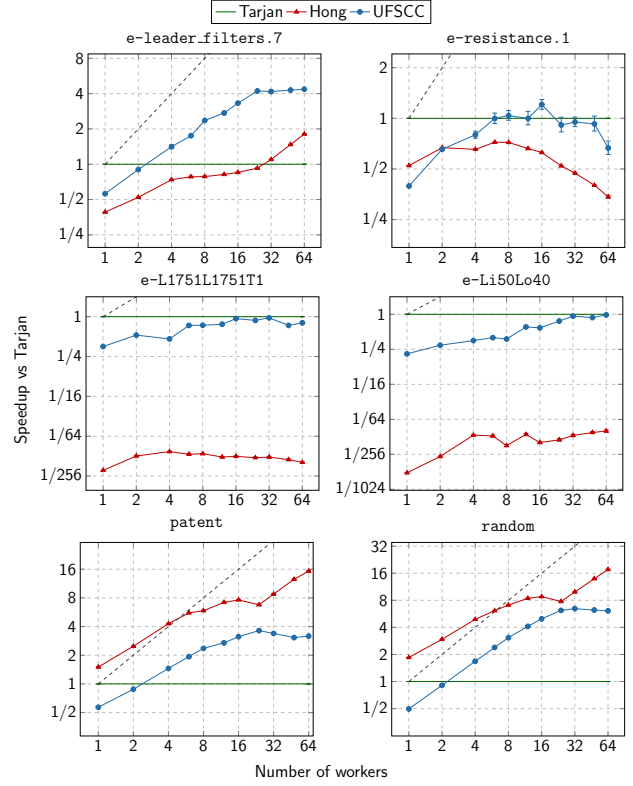 Tarjan Hong UFSCC
e-leader_filters.7
8
4
2
1
1/2
1/4
1 2 4 8 16 32 64
e-resistance.1
2
1
1/2
1/4
1 2 4 8 16 32 64
Speedup vs Tarjan
e-L1751L1751T1
1
1/4
1/16
1/64
1/256
1 2 4 8 16 32 64
e-Li50Lo40
1
1/4
1/16
1/64
1/256
1/1024
1 2 4 8 16 32 64
patent
16
8
4
2
1
1/2
1 2 4 8 16 32 64
random
32
16
8
4
2
1
1/2
1 2 4 8 16 32 64
Number of workers